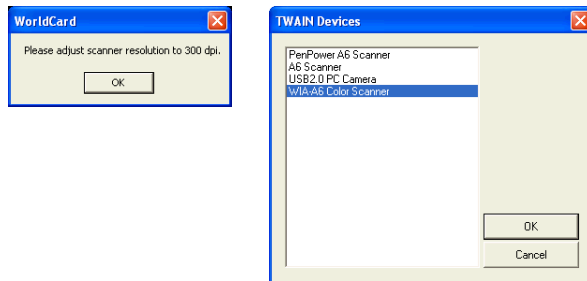 WorldCard
Please adjust scanner resolution to 300 dpi.
OK
TWAIN Devices
PenPower A6 Scanner
A6 Scanner
USB2.0 PC Camera
WIA-A6 Color Scanner
OK
Cancel